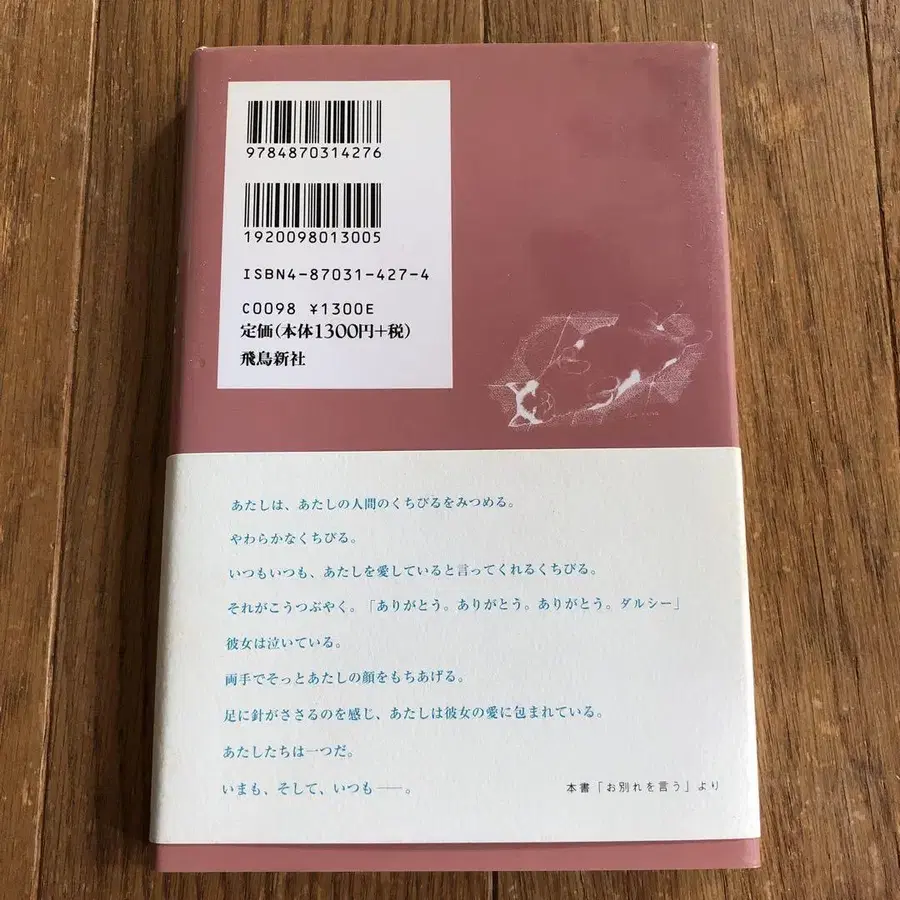 9784870314276
1920098013005
ISBN4-87031-427-4
C0098 ¥1300E
定価(本体1300円+税)
飛鳥新社
あたしは、あたしの人間のくちびるをみつめる。
やわらかなくちびる。
いつもいつも、あたしを愛していると言ってくれるくちびる。
それがこうつぶやく。「ありがとう。ありがとう。ありがとう。ダルシー」
彼女は泣いている。
両手でそっとあたしの顔をもちあげる。
足に針がささるのを感じ、あたしは彼女の愛に包まれている。
あたしたちは一つだ。
いまも、そして、いつも──。
本書「お別れを言う」より